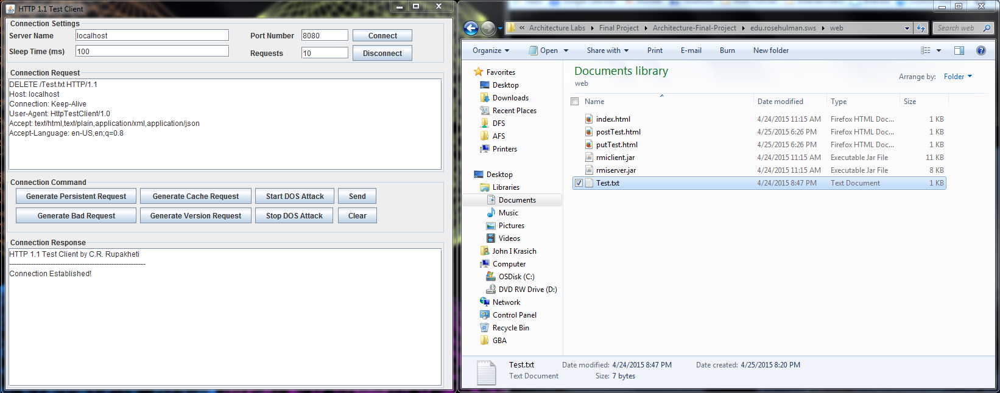 HTTP 1.1 Test Client
Connection Settings
Server Name localhost Port Number 8080 Connect
Sleep Time (ms) 100 Requests 10 Disconnect
Connection Request
DELETE /Test.txt HTTP/1.1
Host: localhost
Connection: Keep-Alive
User-Agent: HttpTestClient/1.0
Accept: text/html,text/plain,application/xml,application/json
Accept-Language: en-US,en;q=0.8
Connection Command
Generate Persistent Request Generate Cache Request Start DOS Attack Send
Generate Bad Request Generate Version Request Stop DOS Attack Clear
Connection Response
HTTP 1.1 Test Client by C.R. Rupakheti
--------------------------------------------------------
Connection Established!
« Architecture Labs Final Project Architecture-Final-Project edu.rosehulman.sws web Search web
Organize Open Share with Print E-mail Burn New folder
Favorites
Desktop
Downloads
Recent Places
DFS
AFS
Printers
Desktop
Libraries
Documents
Music
Pictures
Videos
John I Krasich
Computer
OSDisk (C:)
DVD RW Drive (D:)
Network
Control Panel
Recycle Bin
GBA
Documents library
web
Arrange by: Folder
Name Date modified Type Size
index.html 4/24/2015 11:15 AM Firefox HTML Doc... 1 KB
postTest.html 4/25/2015 6:26 PM Firefox HTML Doc... 1 KB
putTest.html 4/25/2015 6:26 PM Firefox HTML Doc... 1 KB
rmiclient.jar 4/24/2015 11:15 AM Executable Jar File 11 KB
rmiserver.jar 4/24/2015 11:15 AM Executable Jar File 8 KB
Test.txt 4/24/2015 8:47 PM Text Document 1 KB
Test.txt Date modified: 4/24/2015 8:47 PM Date created: 4/25/2015 8:20 PM
Text Document Size: 7 bytes